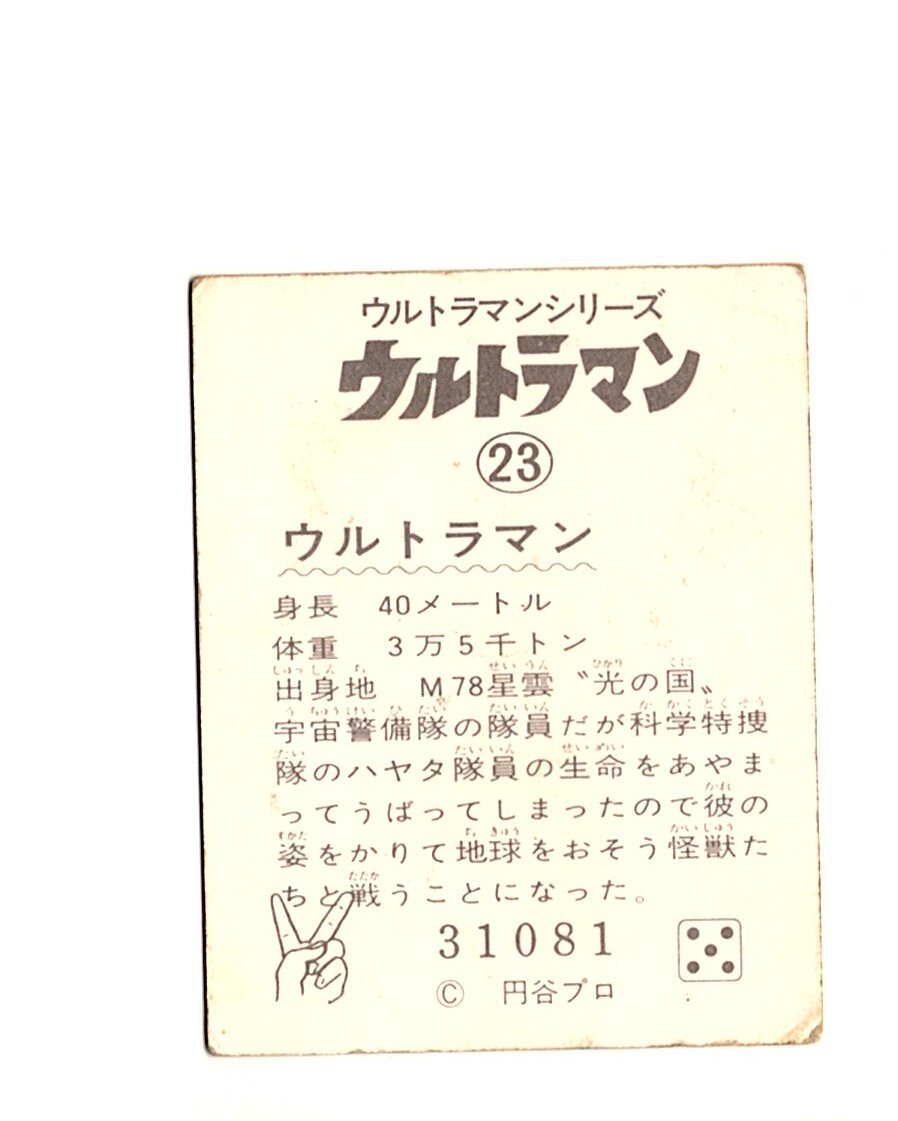 ウルトラマンシリーズ
ウルトラマン
23
ウルトラマン
身長 40メートル
体重 3万5千トン
出身地 M78星雲〝光の国〟
宇宙警備隊の隊員だが科学特捜
隊のハヤタ隊員の生命をあやま
ってうばってしまったので彼の
姿をかりて地球をおそう怪獣た
ちと戦うことになった。
31081
© 円谷プロ